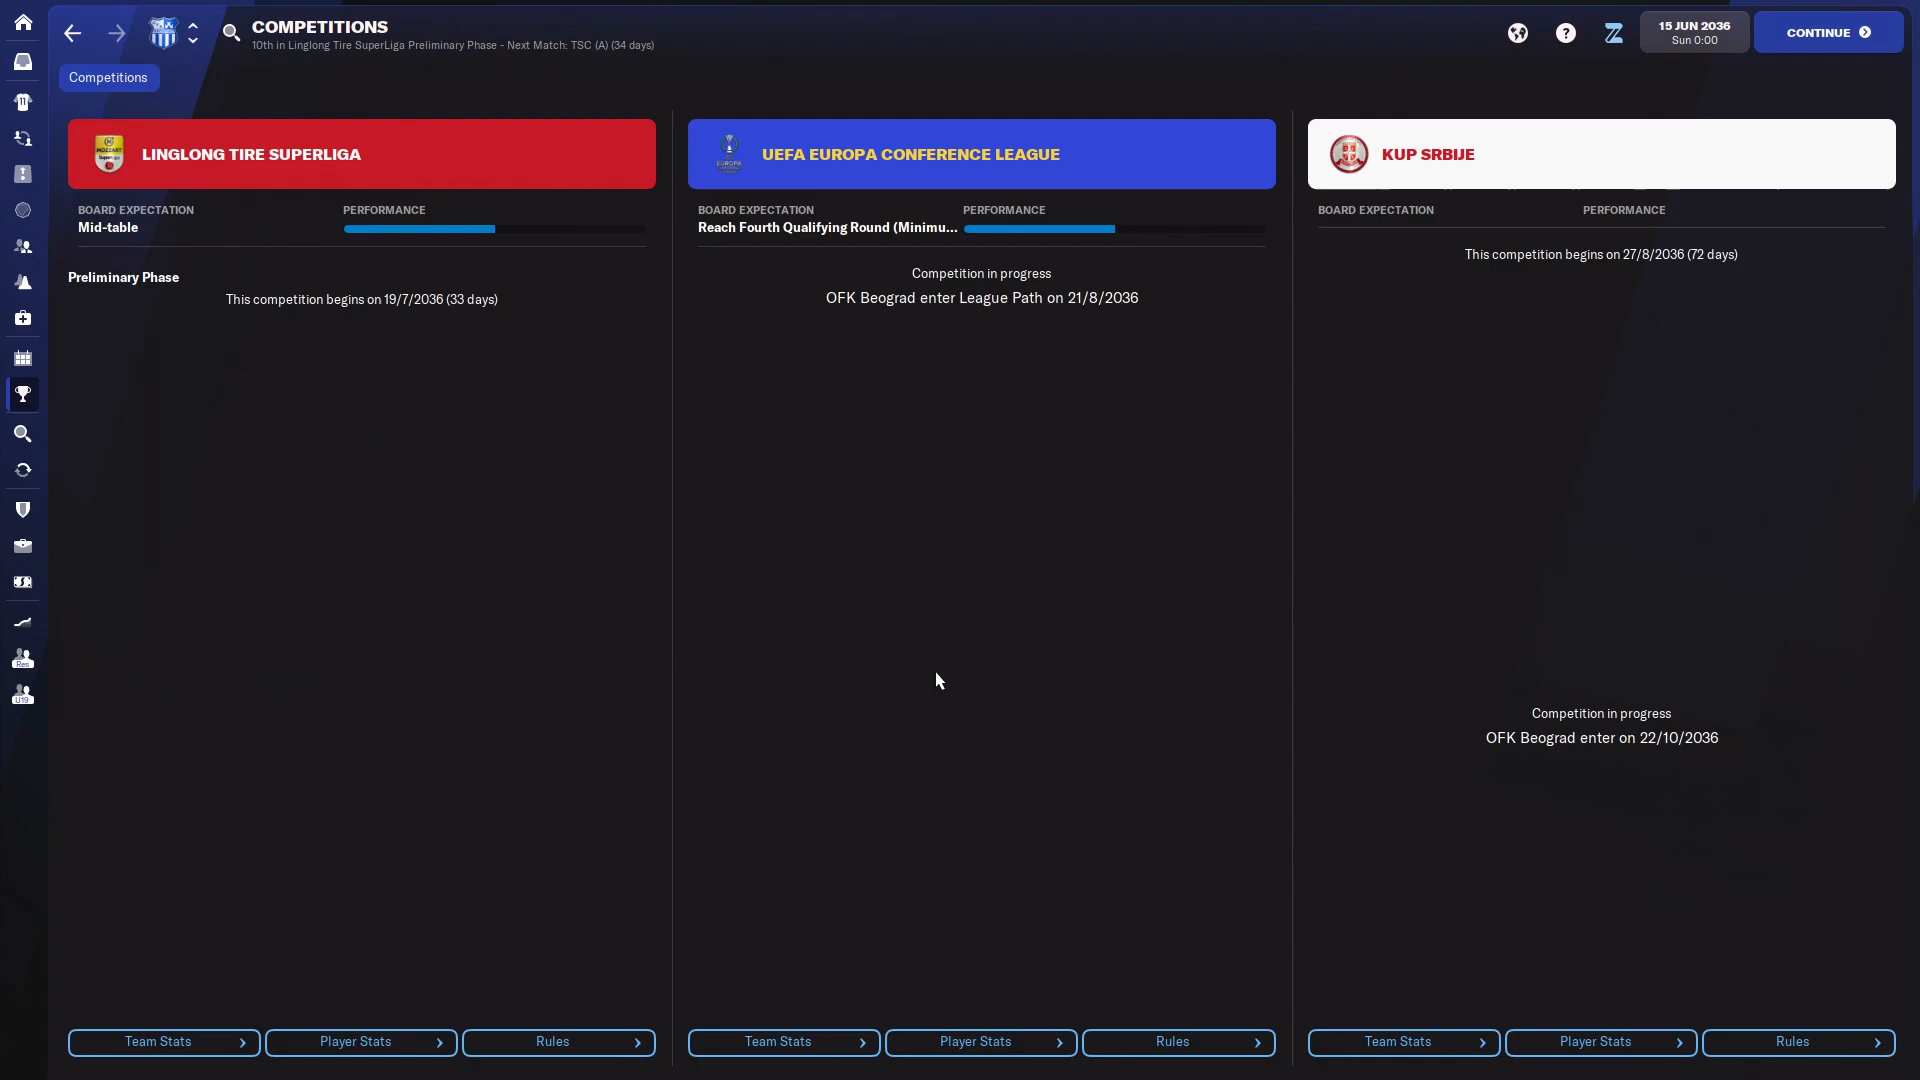 COMPETITIONS
10th in Linglong Tire SuperLiga Preliminary Phase - Next Match: TSC (A) (34 days)
15 JUN 2036
Sun 0:00
CONTINUE
Competitions
11
Res
U19
MOZZART
LINGLONG TIRE SUPERLIGA
BOARD EXPECTATION
PERFORMANCE
Mid-table
Preliminary Phase
This competition begins on 19/7/2036 (33 days)
Team Stats
Player Stats
Rules
EUROPA
UEFA EUROPA CONFERENCE LEAGUE
BOARD EXPECTATION
PERFORMANCE
Reach Fourth Qualifying Round (Minimu...
Competition in progress
OFK Beograd enter League Path on 21/8/2036
Team Stats
Player Stats
Rules
KUP SRBIJE
BOARD EXPECTATION
PERFORMANCE
This competition begins on 27/8/2036 (72 days)
Competition in progress
OFK Beograd enter on 22/10/2036
Team Stats
Player Stats
Rules